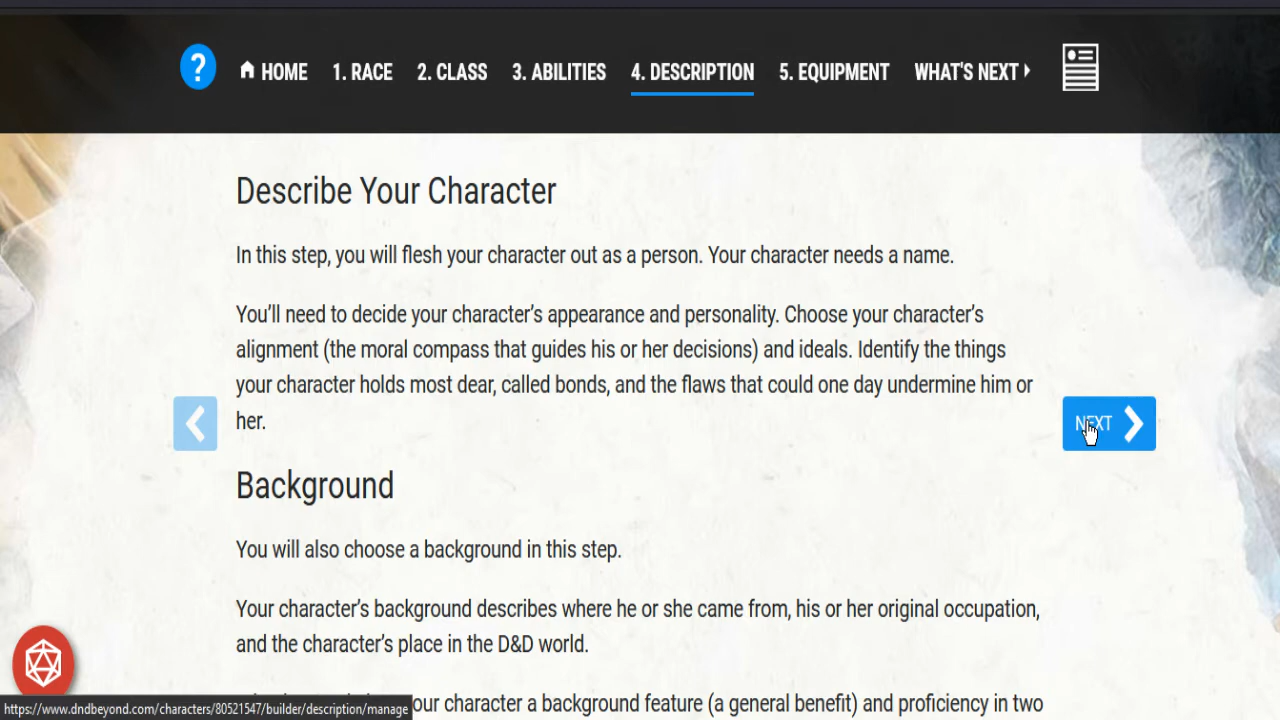 ?
HOME 1. RACE 2. CLASS 3. ABILITIES 4. DESCRIPTION 5. EQUIPMENT WHAT'S NEXT
Describe Your Character
In this step, you will flesh your character out as a person. Your character needs a name.
You'll need to decide your character's appearance and personality. Choose your character's
alignment (the moral compass that guides his or her decisions) and ideals. Identify the things
your character holds most dear, called bonds, and the flaws that could one day undermine him or
her.
NEXT
Background
You will also choose a background in this step.
Your character's background describes where he or she came from, his or her original occupation,
and the character's place in the D&D world.
our character a background feature (a general benefit) and proficiency in two
https://www.dndbeyond.com/characters/80521547/builder/description/manage